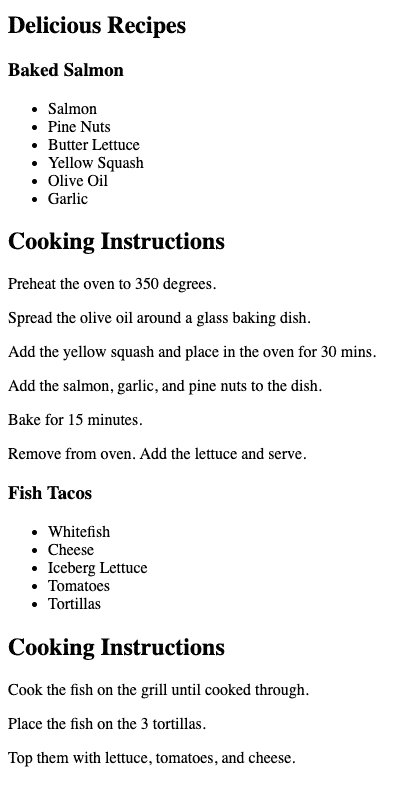 Delicious Recipes
Baked Salmon
• Salmon
• Pine Nuts
• Butter Lettuce
• Yellow Squash
• Olive Oil
• Garlic
Cooking Instructions
Preheat the oven to 350 degrees.
Spread the olive oil around a glass baking dish.
Add the yellow squash and place in the oven for 30 mins.
Add the salmon, garlic, and pine nuts to the dish.
Bake for 15 minutes.
Remove from oven. Add the lettuce and serve.
Fish Tacos
• Whitefish
• Cheese
• Iceberg Lettuce
• Tomatoes
• Tortillas
Cooking Instructions
Cook the fish on the grill until cooked through.
Place the fish on the 3 tortillas.
Top them with lettuce, tomatoes, and cheese.